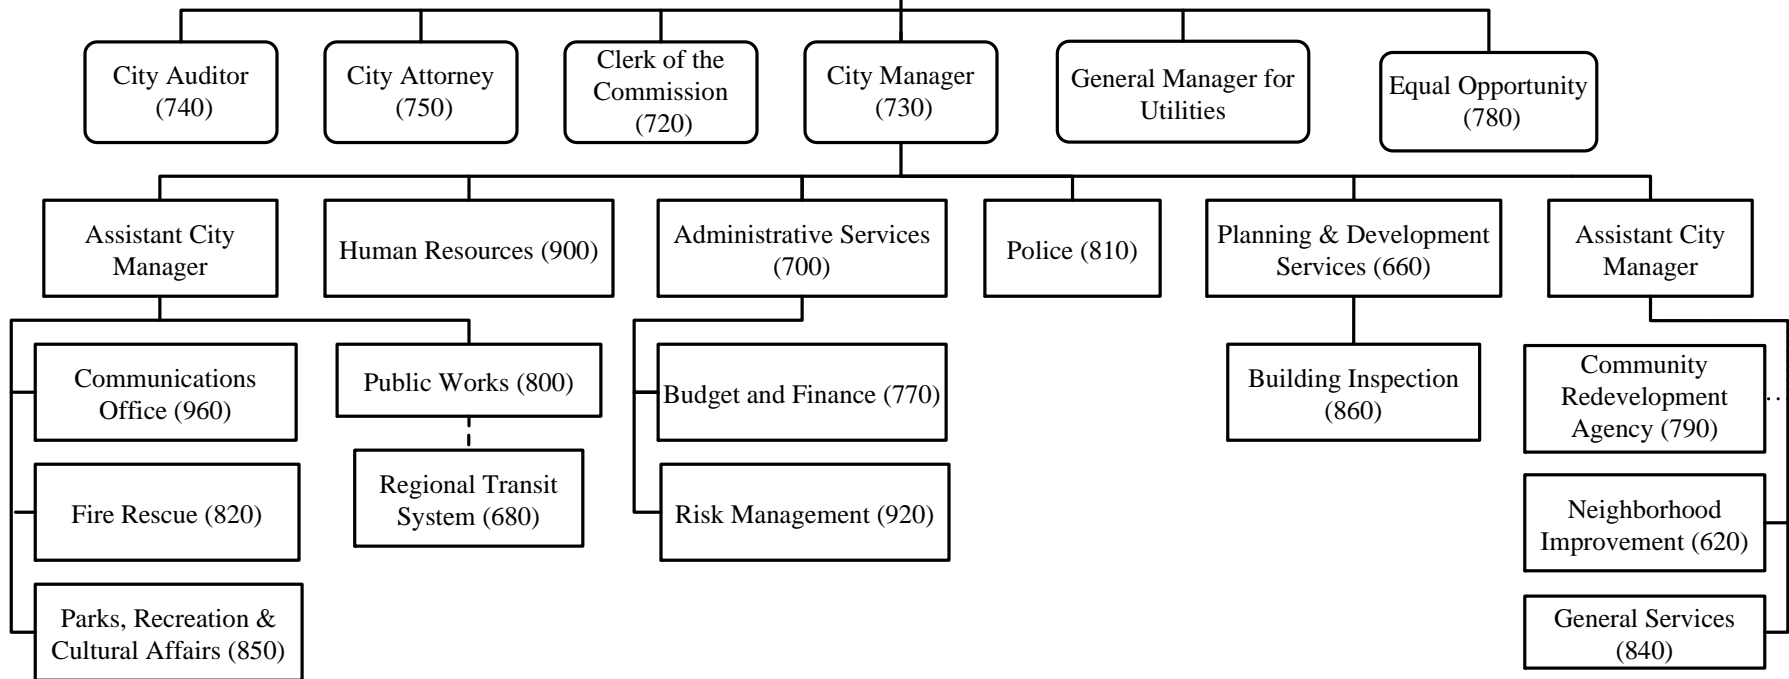 City Auditor
(740)
City Attorney
(750)
Clerk of the
Commission
(720)
City Manager
(730)
General Manager for
Utilities
Equal Opportunity
(780)
Assistant City
Manager
Human Resources (900)
Administrative Services
(700)
Police (810)
Planning & Development
Services (660)
Assistant City
Manager
Communications
Office (960)
Public Works (800)
Budget and Finance (770)
Building Inspection
(860)
Community
Redevelopment
Agency (790)
Fire Rescue (820)
Regional Transit
System (680)
Risk Management (920)
Neighborhood
Improvement (620)
Parks, Recreation &
Cultural Affairs (850)
General Services
(840)